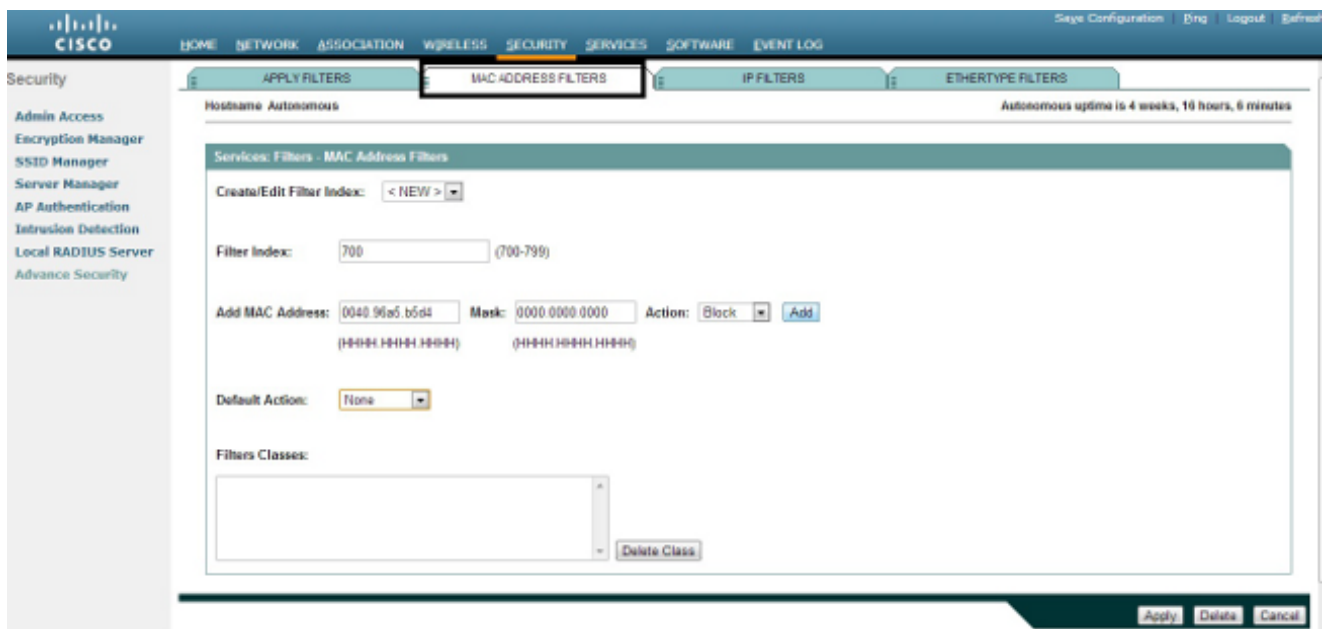 Save Configuration Ping Logout Refresh
CISCO
HOME NETWORK ASSOCIATION WIRELESS SECURITY SERVICES SOFTWARE EVENT LOG
Security
APPLY FILTERS MAC ADDRESS FILTERS IP FILTERS ETHERTYPE FILTERS
Hostname Autonomous Autonomous uptime is 4 weeks, 16 hours, 6 minutes
Admin Access
Encryption Manager
SSID Manager
Server Manager
AP Authentication
Intrusion Detection
Local RADIUS Server
Advance Security
Services: Filters - MAC Address Filters
Create/Edit Filter Index: < NEW >
Filter Index: 700 (700-799)
Add MAC Address: 0040.96a5.b5d4 Mask: 0000.0000.0000 Action: Block Add
(HHHH.HHHH.HHHH) (HHHH.HHHH.HHHH)
Default Action: None
Filters Classes:
Delete Class
Apply Delete Cancel